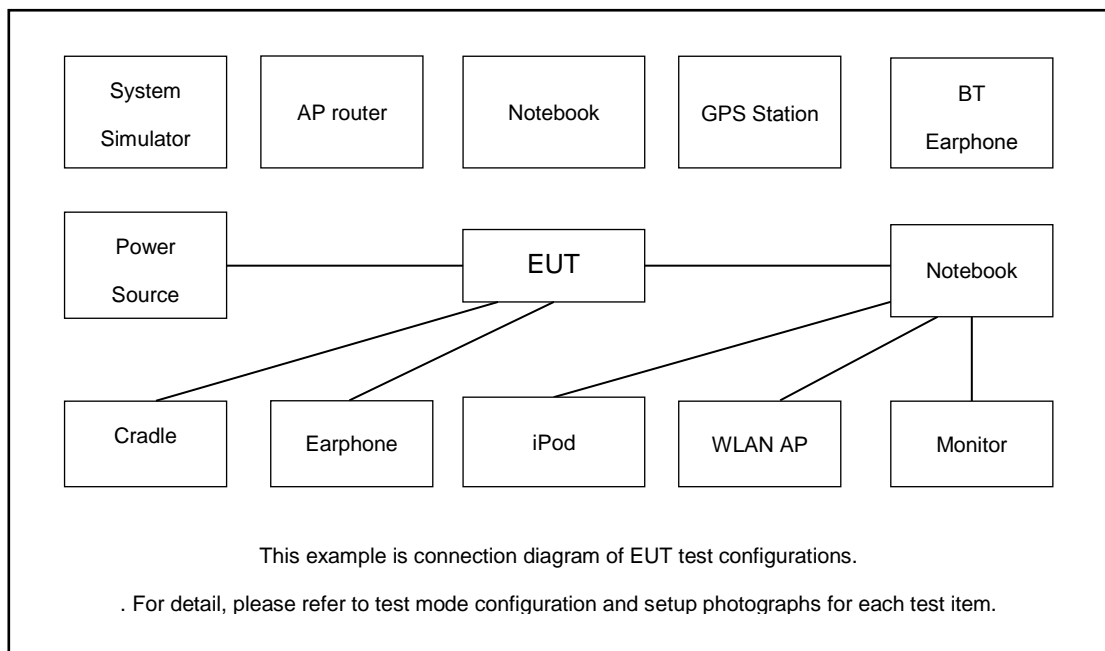 System
Simulator
AP router
Notebook
GPS Station
BT
Earphone
Power
Source
EUT
Notebook
Cradle
Earphone
iPod
WLAN AP
Monitor
This example is connection diagram of EUT test configurations.
. For detail, please refer to test mode configuration and setup photographs for each test item.